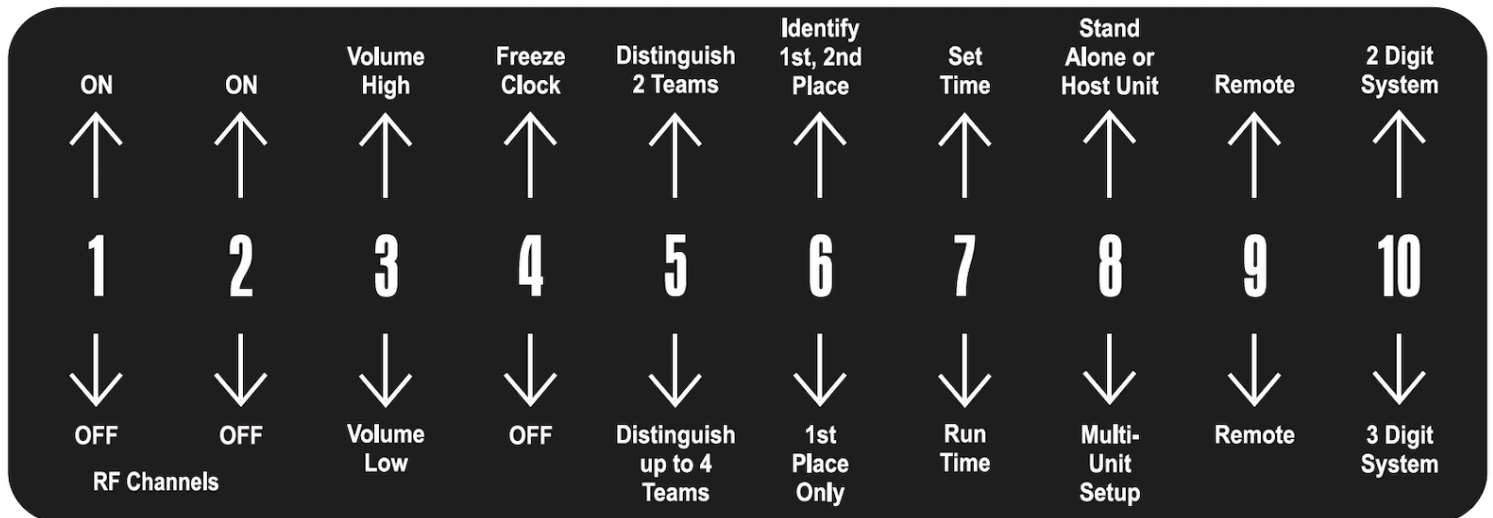 ON
ON
Volume
High
Freeze
Clock
Distinguish
2 Teams
Identify
1st, 2nd
Place
Set
Time
Stand
Alone or
Host Unit
Remote
2 Digit
System
1
2
3
4
5
6
7
8
9
10
OFF
OFF
RF Channels
Volume
Low
OFF
Distinguish
up to 4
Teams
1st
Place
Only
Run
Time
Multi-
Unit
Setup
Remote
3 Digit
System